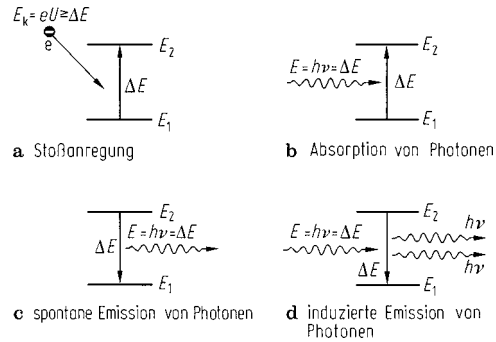 E_k = eU ≥ ΔE
e
E_2
ΔE
E_1
a Stoßanregung
E = hν = ΔE
E_2
ΔE
E_1
b Absorption von Photonen
E_2
ΔE
E = hν = ΔE
E_1
c spontane Emission von Photonen
E = hν = ΔE
E_2
ΔE
E_1
hν
hν
d induzierte Emission von
Photonen